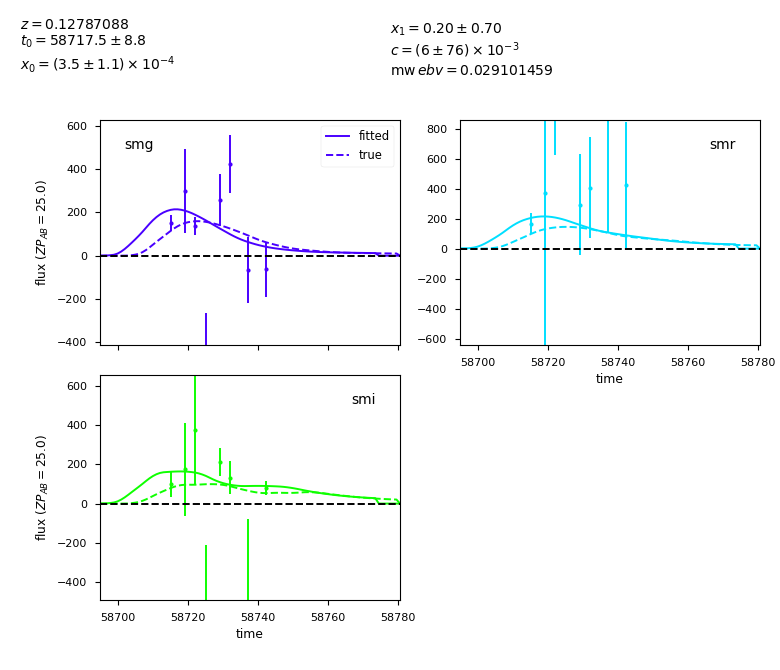 z = 0.12787088
t₀ = 58717.5 ± 8.8
x₀ = (3.5 ± 1.1) × 10⁻⁴
x₁ = 0.20 ± 0.70
c = (6 ± 76) × 10⁻³
mw ebv = 0.029101459
smg
fitted
true
600
400
200
0
−200
−400
flux (ZP_AB = 25.0)
smr
800
600
400
200
0
−200
−400
−600
58700 58720 58740 58760 58780
time
smi
600
400
200
0
−200
−400
flux (ZP_AB = 25.0)
58700 58720 58740 58760 58780
time